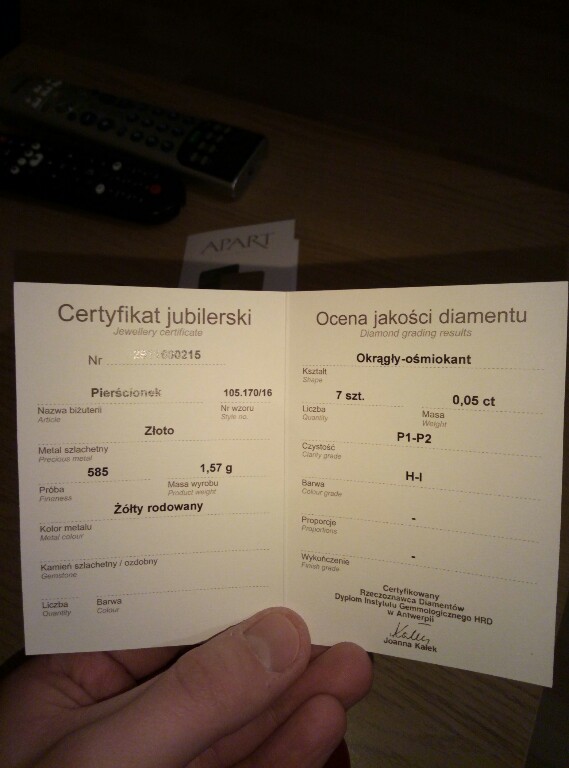 APART
Certyfikat jubilerski
Jewellery certificate
Nr 000215
Pierścionek 105.170/16
Nazwa biżuterii Nr wzoru
Article Style no.
Złoto
Metal szlachetny
Precious metal
585 1,57 g
Próba Masa wyrobu
Fineness Product weight
Żółty rodowany
Kolor metalu
Metal colour
Kamień szlachetny / ozdobny
Gemstone
Liczba Barwa
Quantity Colour
Ocena jakości diamentu
Diamond grading results
Okrągły-ośmiokant
Kształt
Shape
7 szt. 0,05 ct
Liczba Masa
Quantity Weight
P1-P2
Czystość
Clarity grade
H-I
Barwa
Colour grade
-
Proporcje
Proportions
-
Wykończenie
Finish grade
Certyfikowany
Rzeczoznawca Diamentów
Dyplom Instytutu Gemmologicznego HRD
w Antwerpii
Joanna Kałek